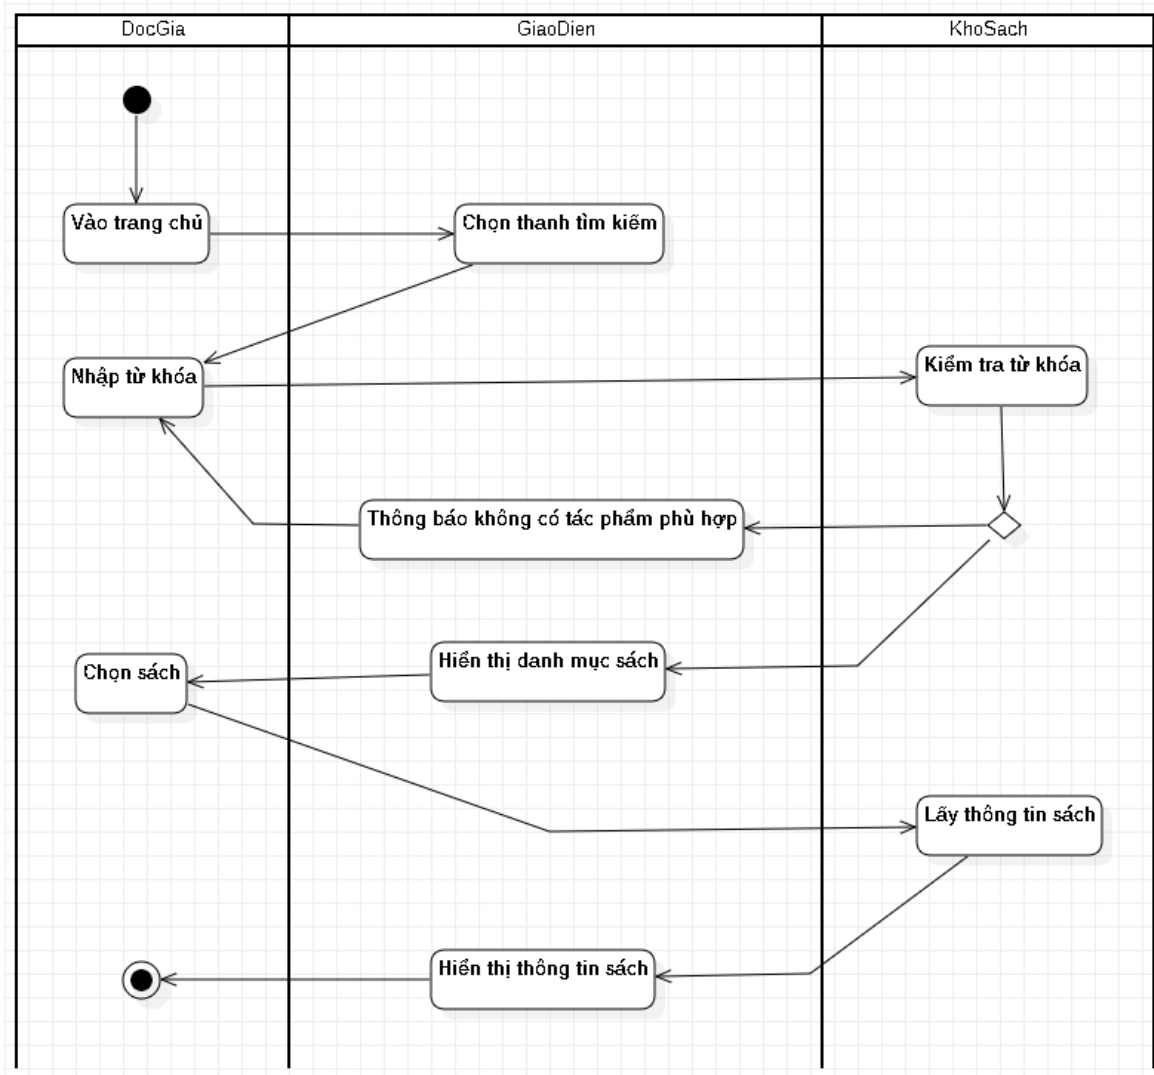 DocGia
GiaoDien
KhoSach
Vào trang chủ
Chọn thanh tìm kiếm
Nhập từ khóa
Kiểm tra từ khóa
Thông báo không có tác phẩm phù hợp
Hiển thị danh mục sách
Chọn sách
Lấy thông tin sách
Hiển thị thông tin sách